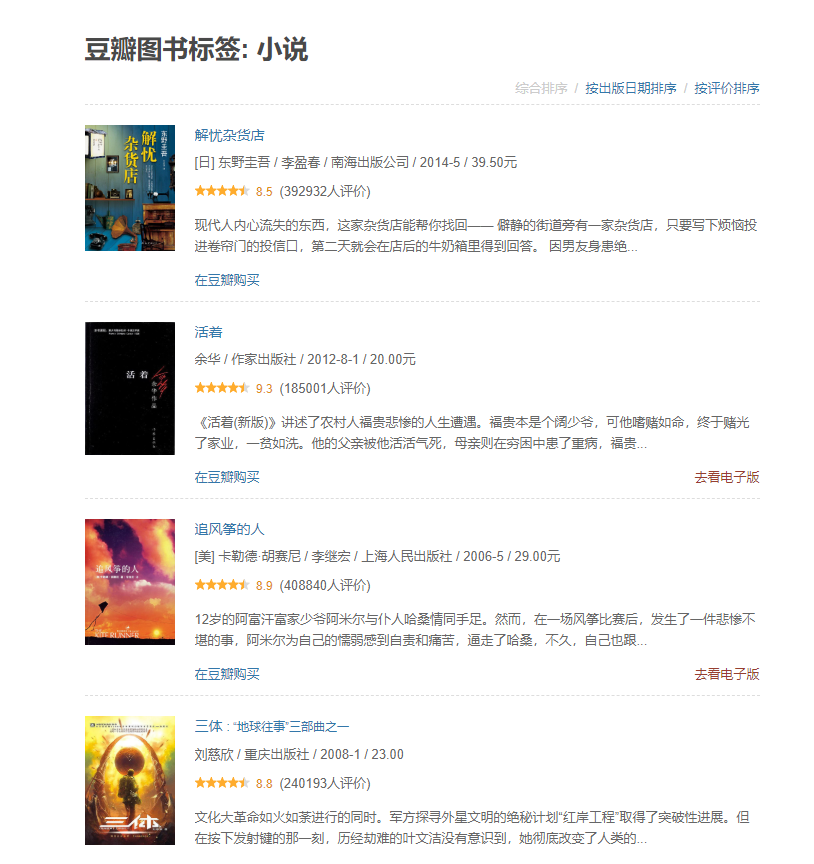 豆瓣图书标签: 小说
综合排序 / 按出版日期排序 / 按评价排序
解忧杂货店
东野圭吾
解忧
杂货店
[日] 东野圭吾 / 李盈春 / 南海出版公司 / 2014-5 / 39.50元
8.5 (392932人评价)
现代人内心流失的东西，这家杂货店能帮你找回—— 僻静的街道旁有一家杂货店，只要写下烦恼投
进卷帘门的投信口，第二天就会在店后的牛奶箱里得到回答。 因男友身患绝...
在豆瓣购买
活着
活着
余华作品
余华 / 作家出版社 / 2012-8-1 / 20.00元
9.3 (185001人评价)
《活着(新版)》讲述了农村人福贵悲惨的人生遭遇。福贵本是个阔少爷，可他嗜赌如命，终于赌光
了家业，一贫如洗。他的父亲被他活活气死，母亲则在穷困中患了重病，福贵...
在豆瓣购买 去看电子版
追风筝的人
追风筝的人
[美] 卡勒德·胡赛尼 / 李继宏 / 上海人民出版社 / 2006-5 / 29.00元
8.9 (408840人评价)
12岁的阿富汗富家少爷阿米尔与仆人哈桑情同手足。然而，在一场风筝比赛后，发生了一件悲惨不
堪的事，阿米尔为自己的懦弱感到自责和痛苦，逼走了哈桑，不久，自己也跟...
在豆瓣购买 去看电子版
三体 : “地球往事”三部曲之一
三体
刘慈欣 / 重庆出版社 / 2008-1 / 23.00
8.8 (240193人评价)
文化大革命如火如荼进行的同时。军方探寻外星文明的绝秘计划“红岸工程”取得了突破性进展。但
在按下发射键的那一刻，历经劫难的叶文洁没有意识到，她彻底改变了人类的...